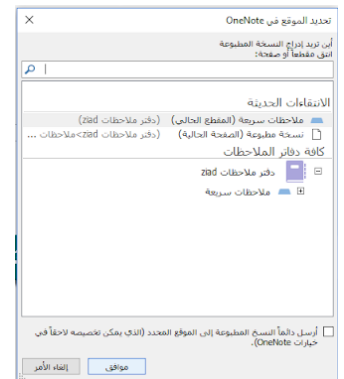 تحديد الموقع في OneNote
أين تريد إدراج النسخة المطبوعة
انتق مقطعاً أو صفحة:
الانتقاءات الحديثة
ملاحظات سريعة (المقطع الحالي) (دفتر ملاحظات ziad)
نسخة مطبوعة (الصفحة الحالية) (دفتر ملاحظات ziad>ملاحظات ...
كافة دفاتر الملاحظات
دفتر ملاحظات ziad
ملاحظات سريعة
أرسل دائماً النسخ المطبوعة إلى الموقع المحدد (الذي يمكن تخصيصه لاحقاً في
خيارات OneNote).
موافق إلغاء الأمر